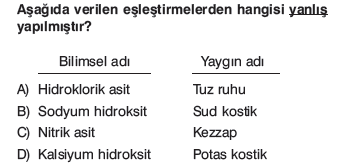 Aşağıda verilen eşleştirmelerden hangisi yanlış
yapılmıştır?
Bilimsel adı Yaygın adı
A) Hidroklorik asit Tuz ruhu
B) Sodyum hidroksit Sud kostik
C) Nitrik asit Kezzap
D) Kalsiyum hidroksit Potas kostik